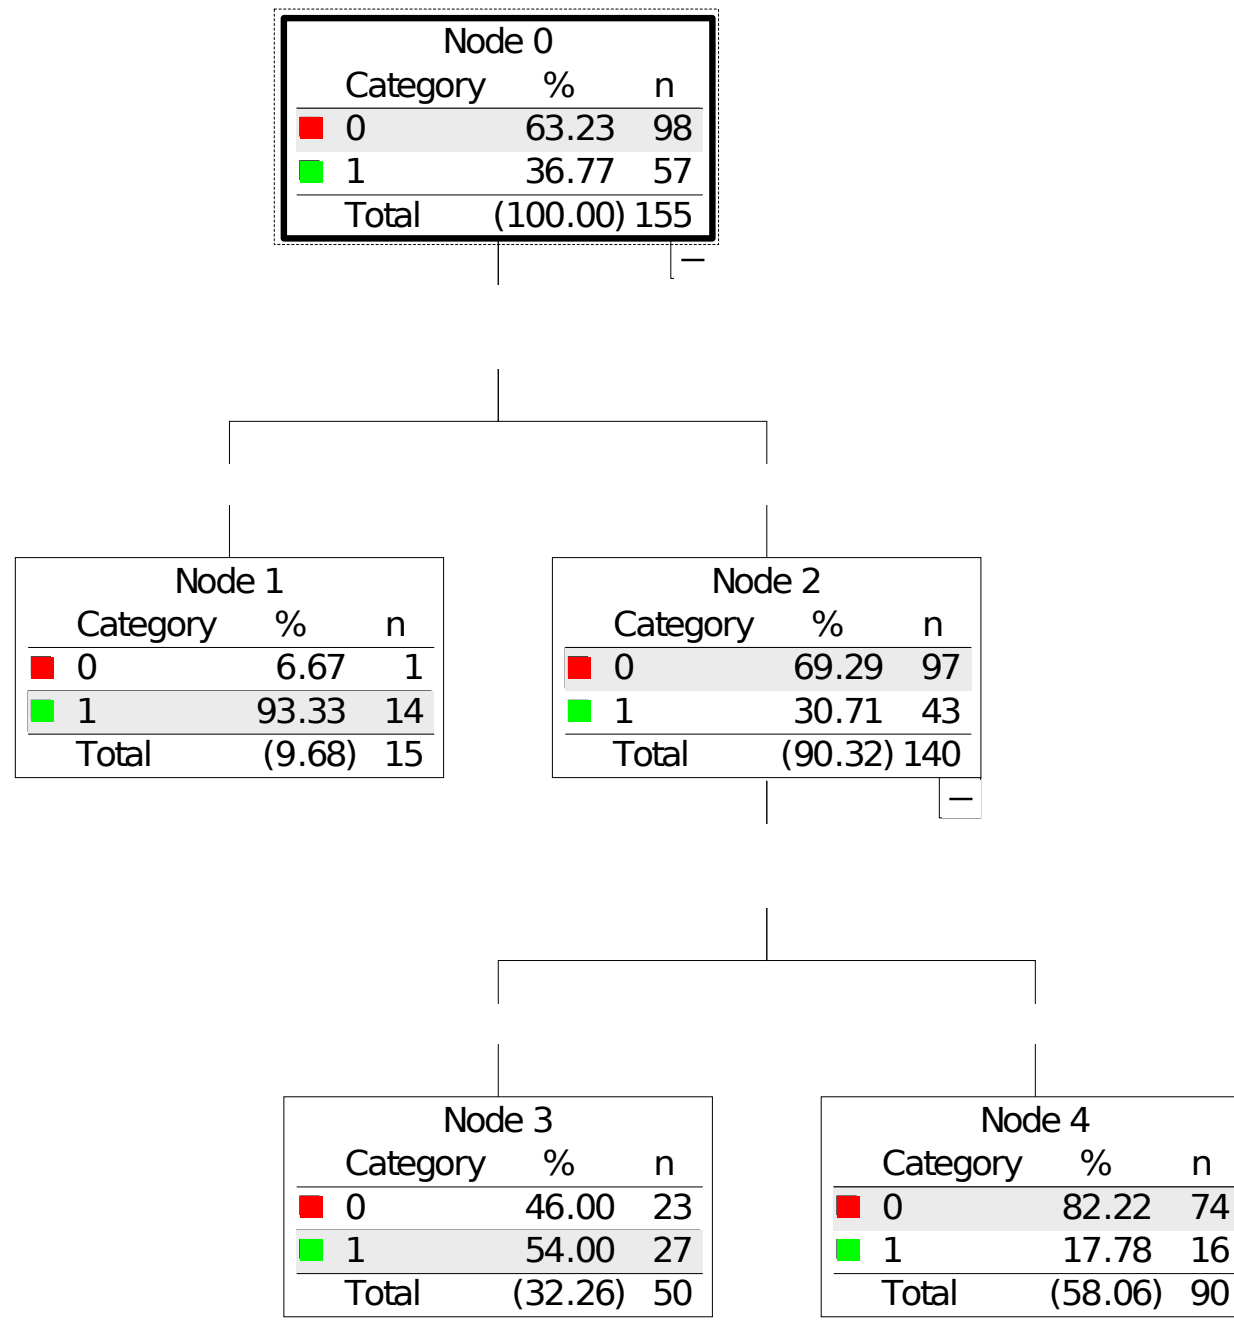 Node 0
Category % n
0 63.23 98
1 36.77 57
Total (100.00) 155
Node 1
Category % n
0 6.67 1
1 93.33 14
Total (9.68) 15
Node 2
Category % n
0 69.29 97
1 30.71 43
Total (90.32) 140
Node 3
Category % n
0 46.00 23
1 54.00 27
Total (32.26) 50
Node 4
Category % n
0 82.22 74
1 17.78 16
Total (58.06) 90